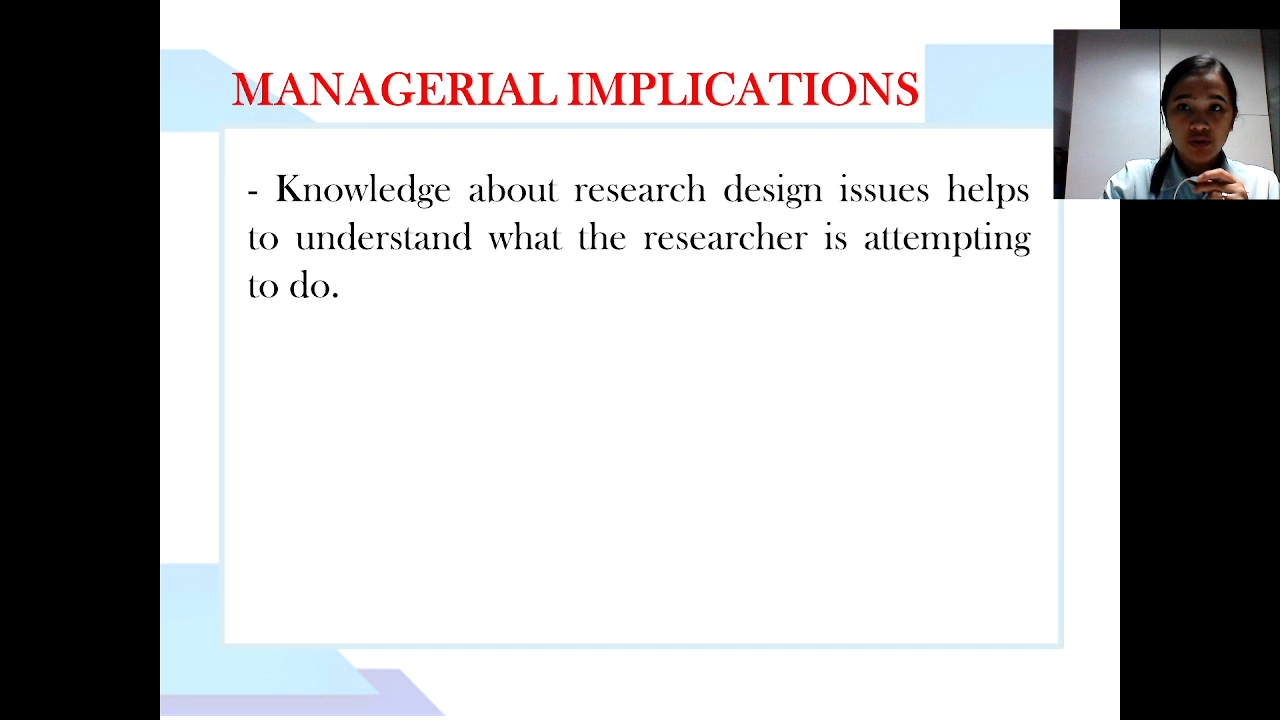 MANAGERIAL IMPLICATIONS
- Knowledge about research design issues helps
to understand what the researcher is attempting
to do.